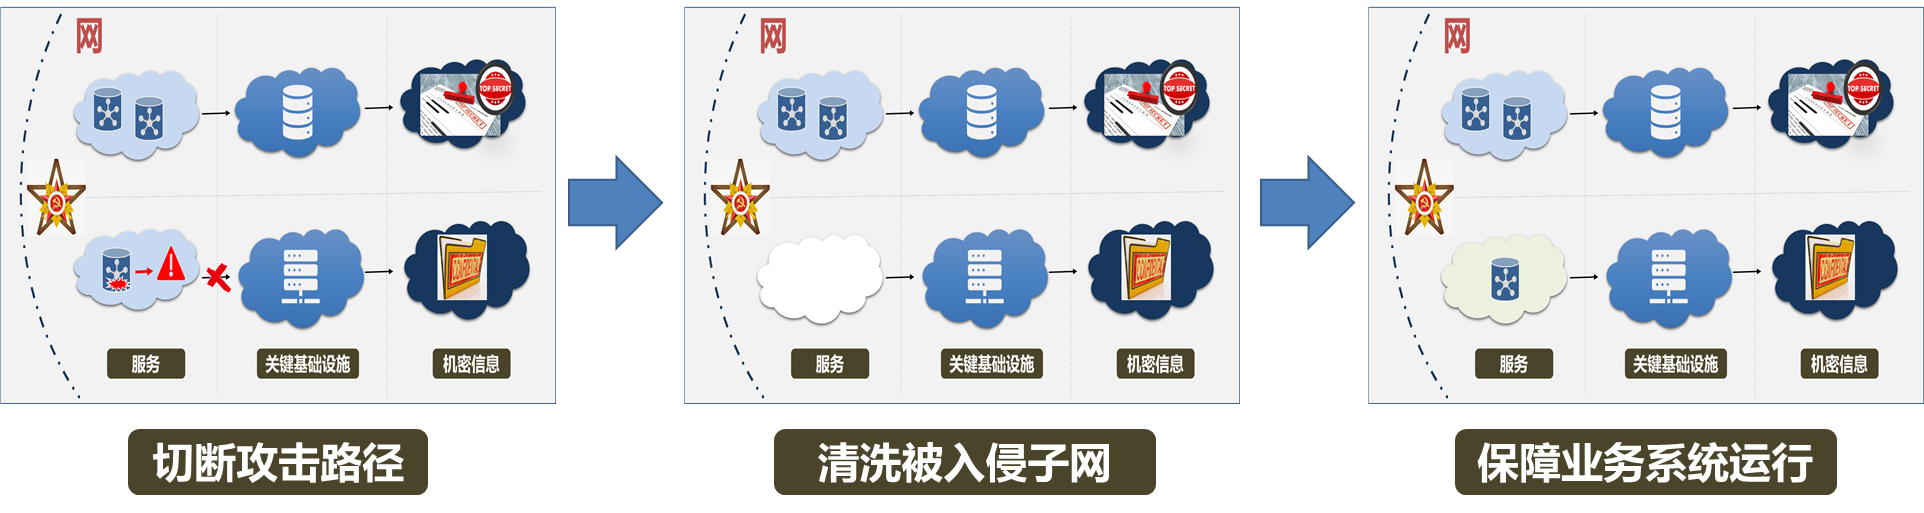 网
TOP SECRET
CONFIDENTIAL
服务
关键基础设施
机密信息
切断攻击路径
网
TOP SECRET
CONFIDENTIAL
服务
关键基础设施
机密信息
清洗被入侵子网
网
TOP SECRET
CONFIDENTIAL
服务
关键基础设施
机密信息
保障业务系统运行